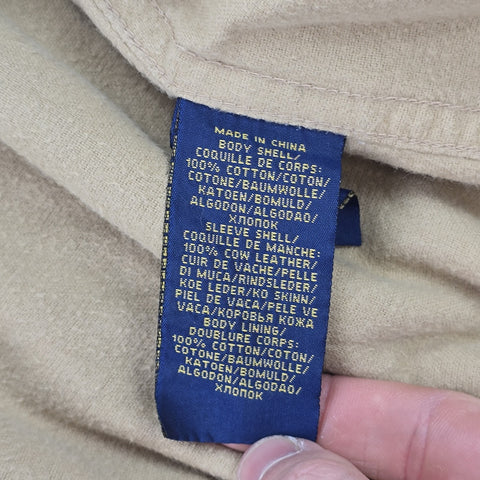 MADE IN CHINA
BODY SHELL/
COQUILLE DE CORPS:
100% COTTON/COTON/
COTONE/BAUMWOLLE/
KATOEN/BOMULD/
ALGODON/ALGODAO/
ХЛОПОК
SLEEVE SHELL/
COQUILLE DE MANCHE:
100% COW LEATHER/
CUIR DE VACHE/PELLE
DI MUCA/RINDSLEDER/
KOE LEDER/KO SKINN/
PIEL DE VACA/PELE VE
VACA/КОРОВЬЯ КОЖА
BODY LINING/
DOUBLURE CORPS:
100% COTTON/COTON/
COTONE/BAUMWOLLE/
KATOEN/BOMULD/
ALGODON/ALGODAO/
ХЛОПОК